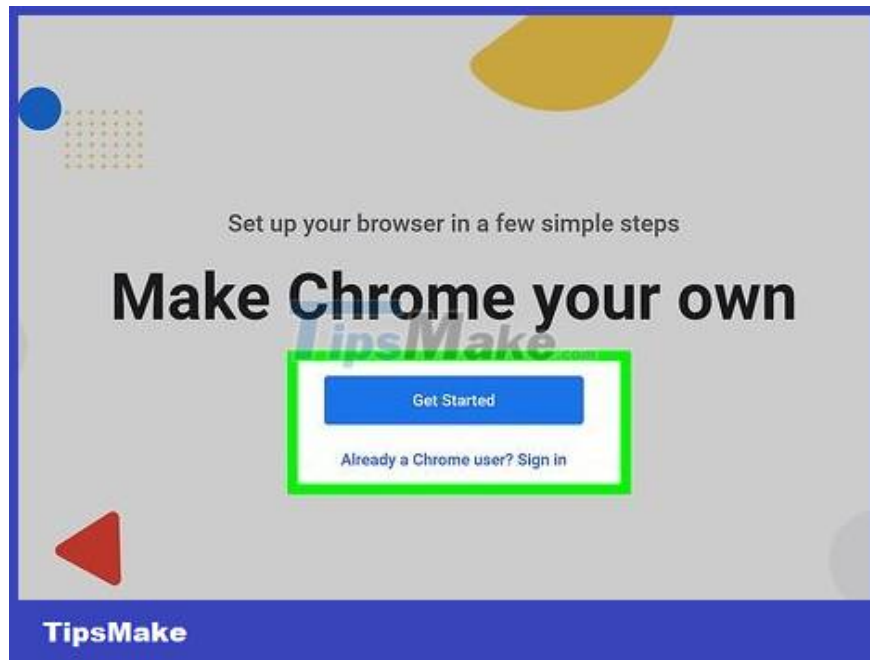 Set up your browser in a few simple steps
Make Chrome your own
TipsMake.com
Get Started
Already a Chrome user? Sign in
TipsMake